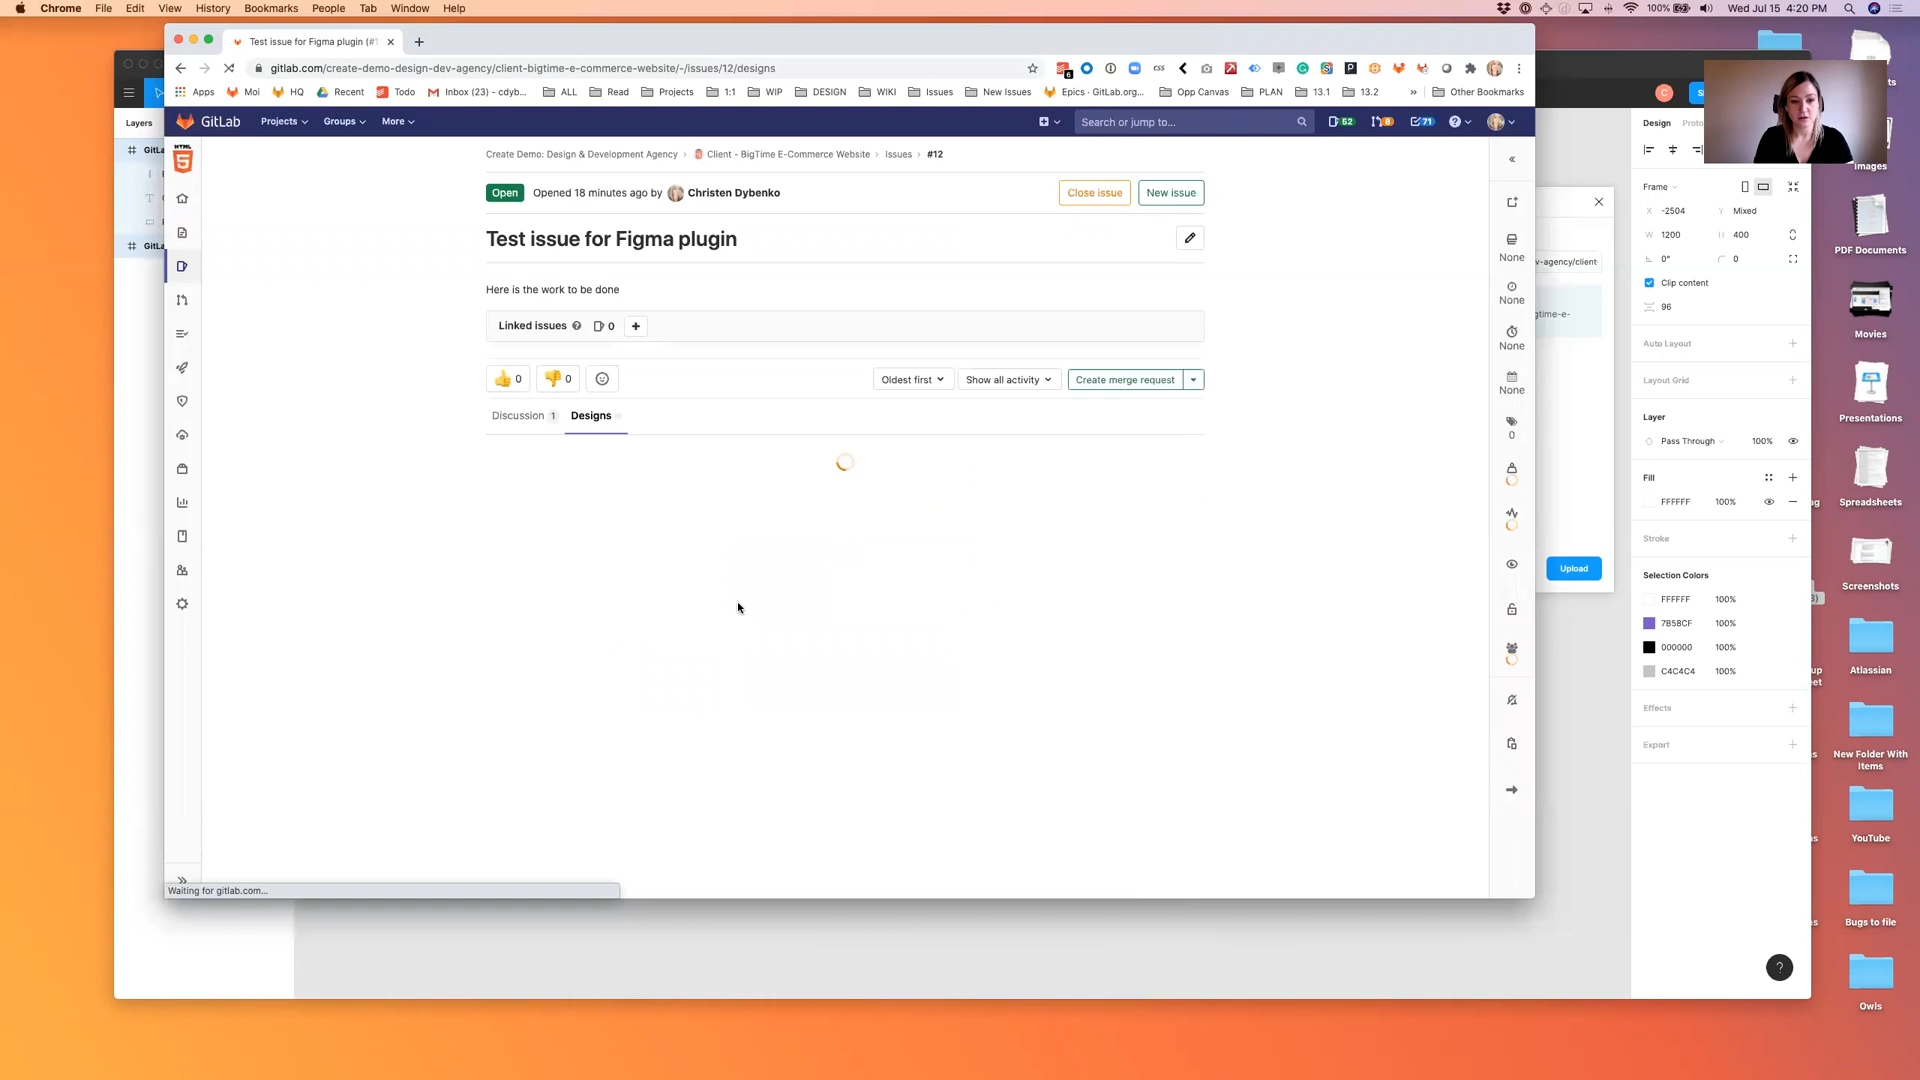 Chrome File Edit View History Bookmarks People Tab Window Help
100% Wed Jul 15 4:20 PM
Test issue for Figma plugin (#1
gitlab.com/create-demo-design-dev-agency/client-bigtime-e-commerce-website/-/issues/12/designs
6 css P
Apps Moi HQ Recent Todo Inbox (23) - cdyb... ALL Read Projects 1:1 WIP DESIGN WIKI Issues New Issues Epics · GitLab.org... Opp Canvas PLAN 13.1 13.2 » Other Bookmarks
GitLab Projects Groups More Search or jump to... 52 8 71
Layers
GitLa
GitLa
Create Demo: Design & Development Agency > Client - BigTime E-Commerce Website > Issues > #12
Open Opened 18 minutes ago by Christen Dybenko Close issue New issue
Test issue for Figma plugin
Here is the work to be done
Linked issues 0
👍 0 👎 0 Oldest first Show all activity Create merge request
Discussion 1 Designs
None
None
None
None
0
Waiting for gitlab.com...
v-agency/client-
gtime-e-
Upload
C
Design Proto
Frame
X -2504 Y Mixed
W 1200 H 400
0° 0
Clip content
96
Auto Layout
Layout Grid
Layer
Pass Through 100%
Fill
FFFFFF 100%
Stroke
Selection Colors
FFFFFF 100%
7B58CF 100%
000000 100%
C4C4C4 100%
Effects
Export
?
Images
PDF Documents
Movies
Presentations
Spreadsheets
Screenshots
Atlassian
New Folder With
Items
YouTube
Bugs to file
Owls